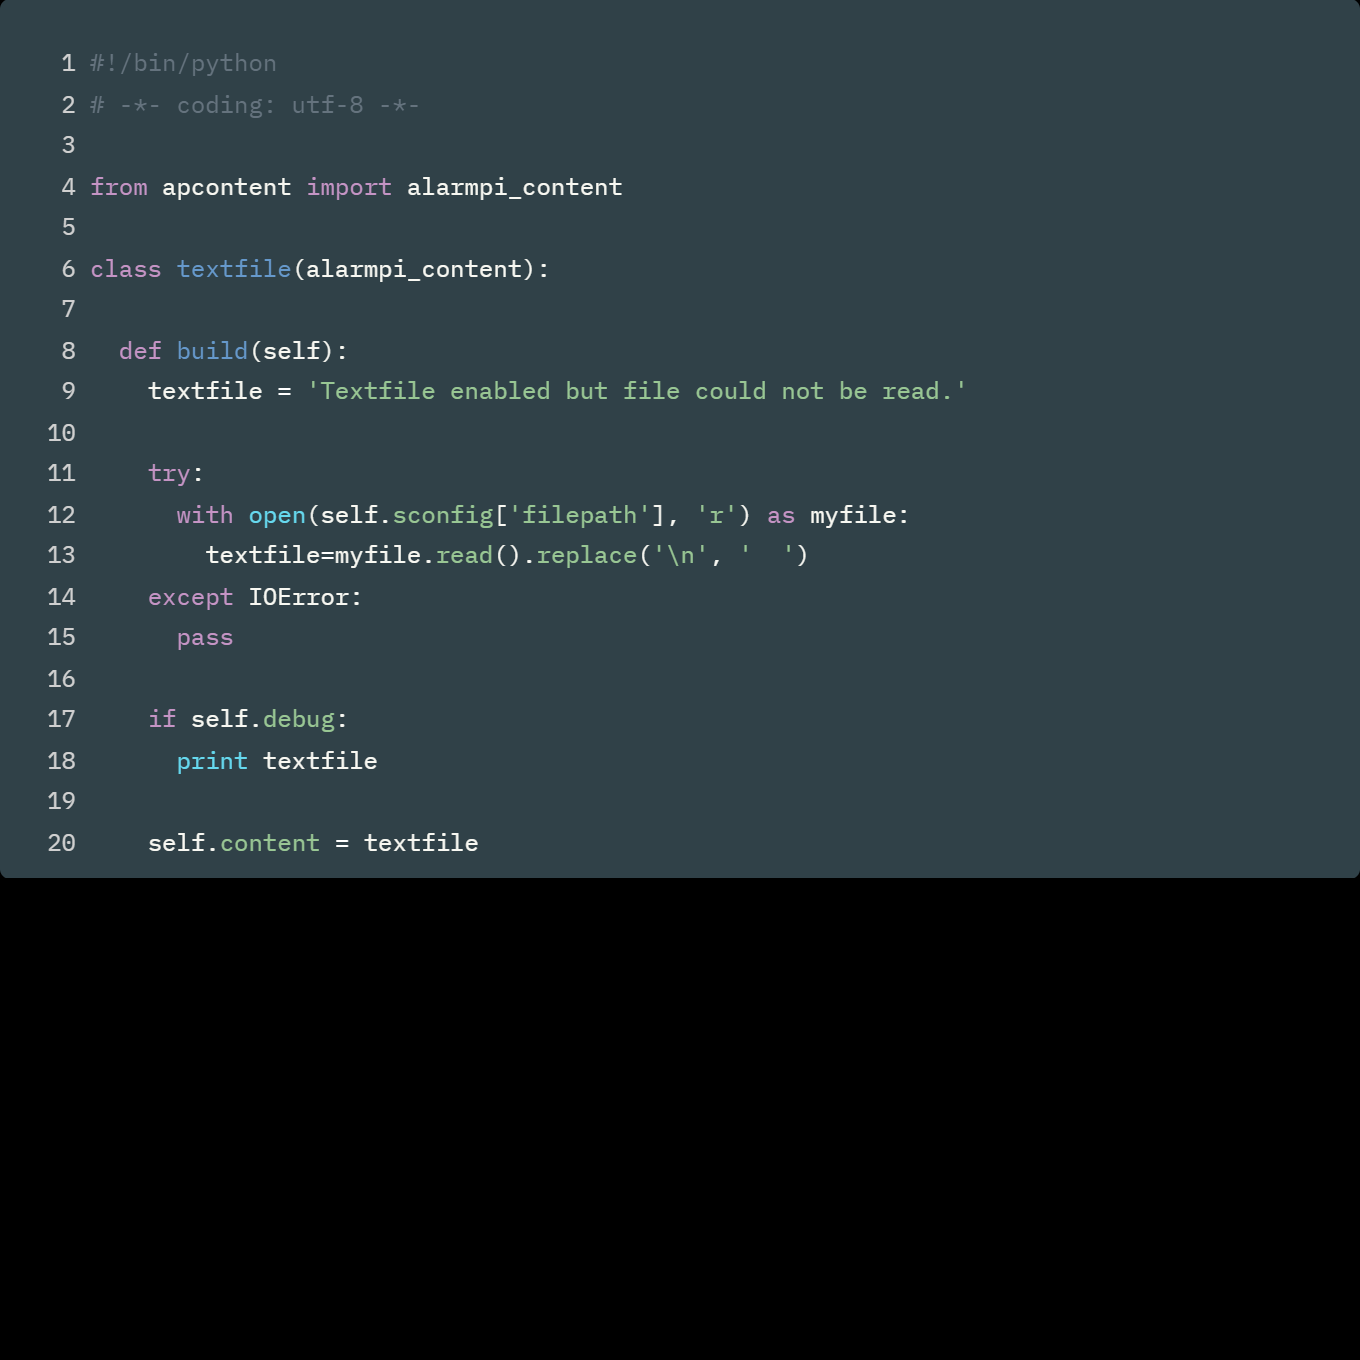 1 #!/bin/python
2 # -*- coding: utf-8 -*-
3
4 from apcontent import alarmpi_content
5
6 class textfile(alarmpi_content):
7
8   def build(self):
9     textfile = 'Textfile enabled but file could not be read.'
10
11     try:
12       with open(self.sconfig['filepath'], 'r') as myfile:
13         textfile=myfile.read().replace('\n', '  ')
14     except IOError:
15       pass
16
17     if self.debug:
18       print textfile
19
20     self.content = textfile